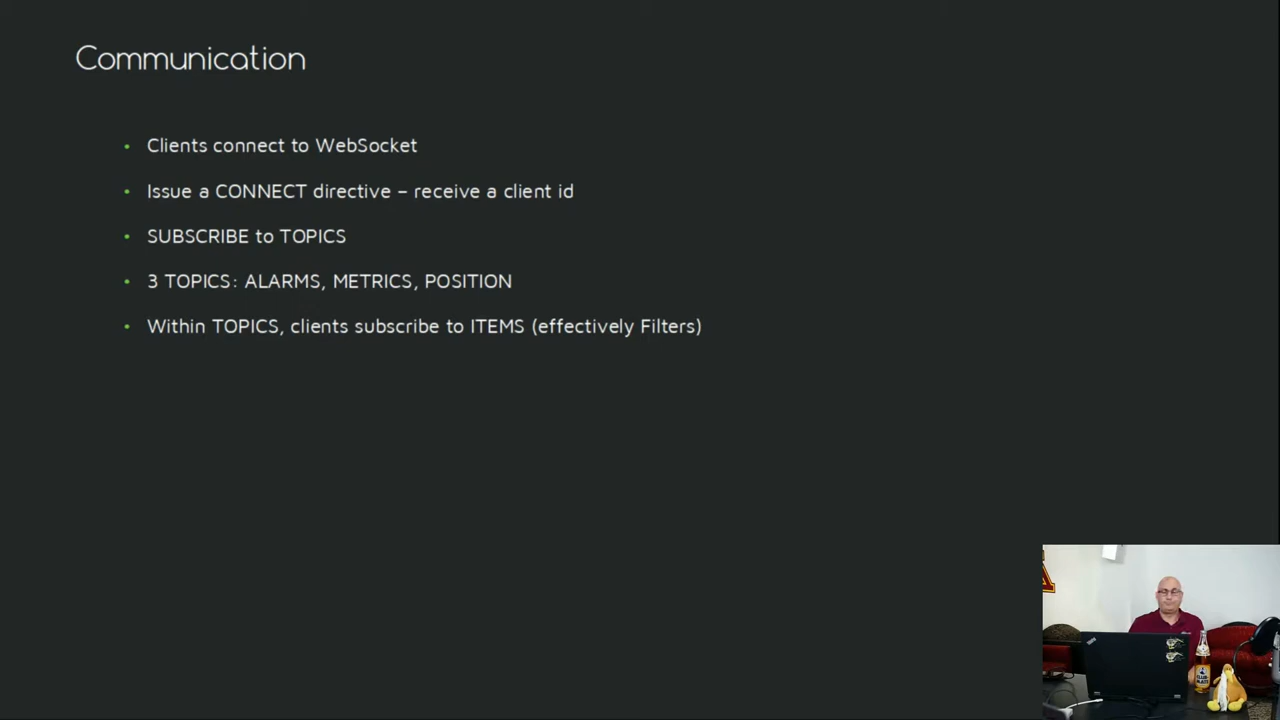 Communication
• Clients connect to WebSocket
• Issue a CONNECT directive – receive a client id
• SUBSCRIBE to TOPICS
• 3 TOPICS: ALARMS, METRICS, POSITION
• Within TOPICS, clients subscribe to ITEMS (effectively Filters)